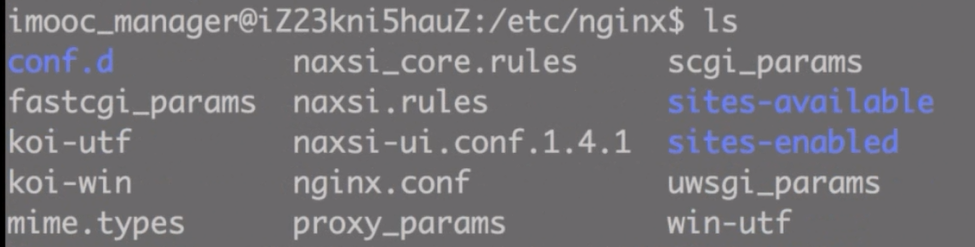 imooc_manager@iZ23kni5hauZ:/etc/nginx$ ls
conf.d naxsi_core.rules scgi_params
fastcgi_params naxsi.rules sites-available
koi-utf naxsi-ui.conf.1.4.1 sites-enabled
koi-win nginx.conf uwsgi_params
mime.types proxy_params win-utf